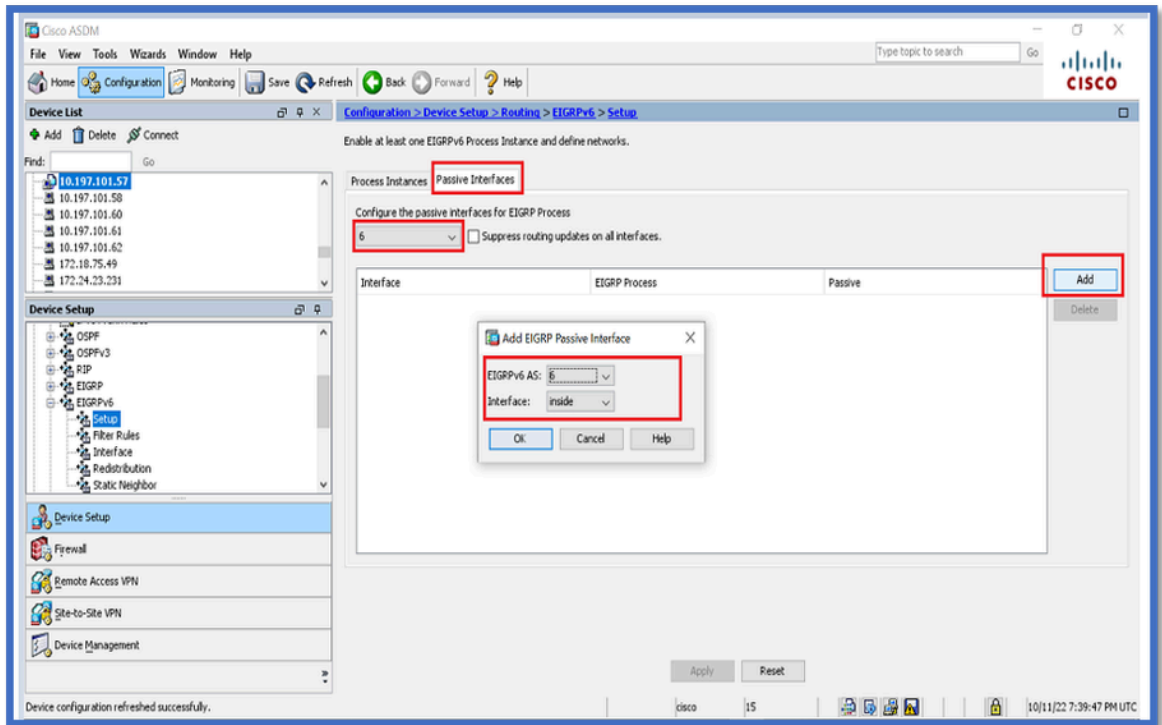 Cisco ASDM
File View Tools Wizards Window Help
Type topic to search Go
Home Configuration Monitoring Save Refresh Back Forward Help
CISCO
Device List
Add Delete Connect
Find: Go
10.197.101.57
10.197.101.58
10.197.101.60
10.197.101.61
10.197.101.62
172.18.75.49
172.24.23.231
Device Setup
OSPF
OSPFv3
RIP
EIGRP
EIGRPv6
Setup
Filter Rules
Interface
Redistribution
Static Neighbor
Device Setup
Firewall
Remote Access VPN
Site-to-Site VPN
Device Management
Configuration > Device Setup > Routing > EIGRPv6 > Setup
Enable at least one EIGRPv6 Process Instance and define networks.
Process Instances Passive Interfaces
Configure the passive interfaces for EIGRP Process
6 Suppress routing updates on all interfaces.
Interface EIGRP Process Passive
Add
Delete
Add EIGRP Passive Interface
EIGRPv6 AS: 6
Interface: inside
OK Cancel Help
Apply Reset
Device configuration refreshed successfully.
cisco 15 10/11/22 7:39:47 PM UTC